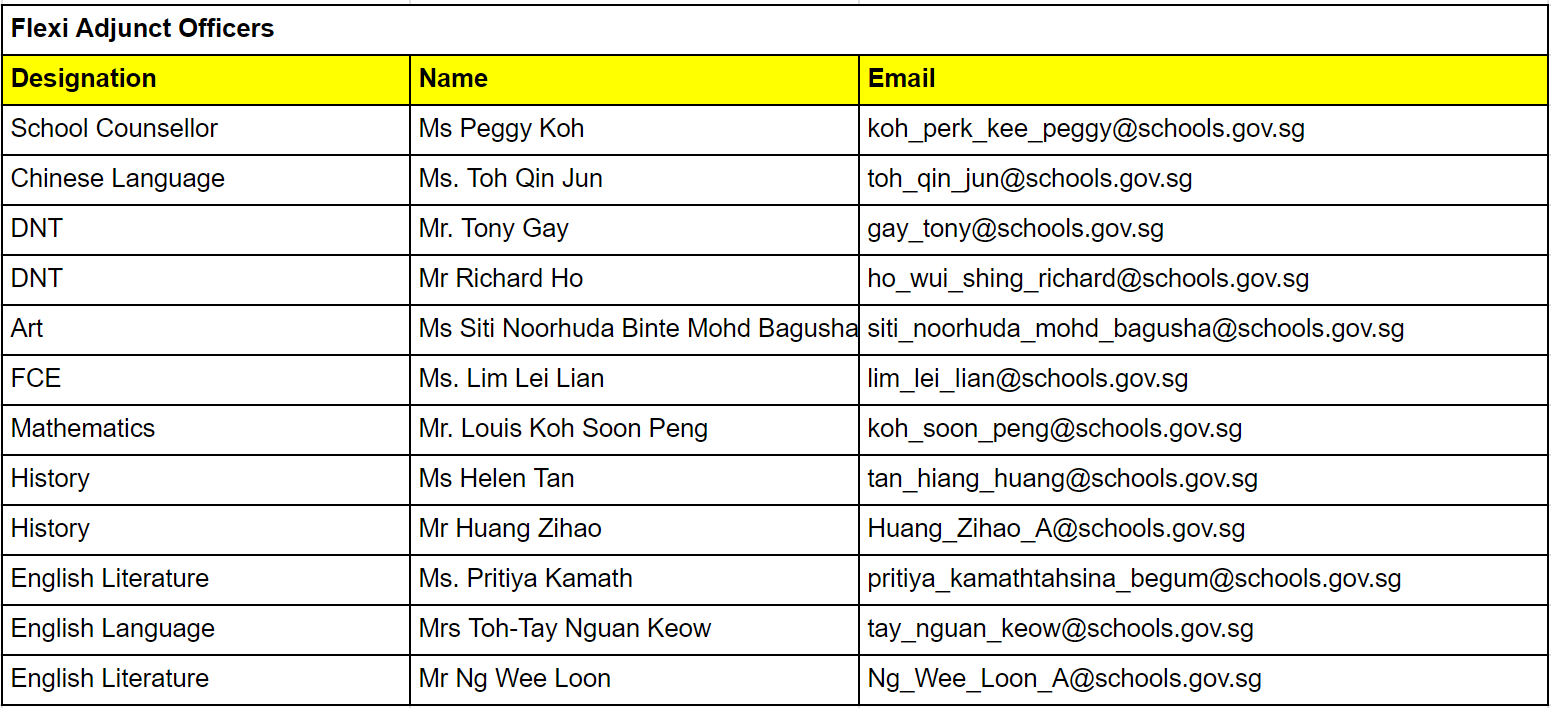 Flexi Adjunct Officers
Designation Name Email
School Counsellor Ms Peggy Koh koh_perk_kee_peggy@schools.gov.sg
Chinese Language Ms. Toh Qin Jun toh_qin_jun@schools.gov.sg
DNT Mr. Tony Gay gay_tony@schools.gov.sg
DNT Mr Richard Ho ho_wui_shing_richard@schools.gov.sg
Art Ms Siti Noorhuda Binte Mohd Bagusha siti_noorhuda_mohd_bagusha@schools.gov.sg
FCE Ms. Lim Lei Lian lim_lei_lian@schools.gov.sg
Mathematics Mr. Louis Koh Soon Peng koh_soon_peng@schools.gov.sg
History Ms Helen Tan tan_hiang_huang@schools.gov.sg
History Mr Huang Zihao Huang_Zihao_A@schools.gov.sg
English Literature Ms. Pritiya Kamath pritiya_kamathtahsina_begum@schools.gov.sg
English Language Mrs Toh-Tay Nguan Keow tay_nguan_keow@schools.gov.sg
English Literature Mr Ng Wee Loon Ng_Wee_Loon_A@schools.gov.sg